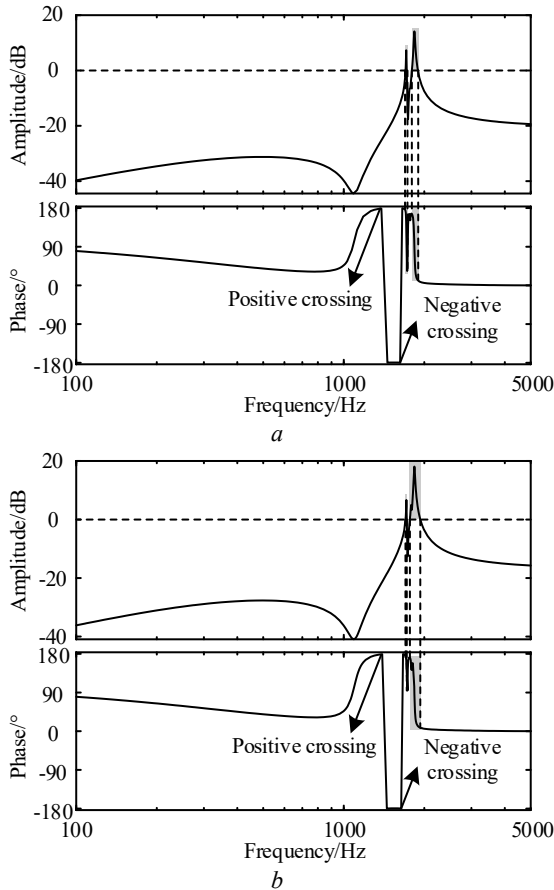 20
0
-20
-40
Amplitude/dB
180
90
0
-90
-180
Phase/°
Positive crossing
Negative
crossing
100
1000
5000
Frequency/Hz
a
20
0
-20
-40
Amplitude/dB
180
90
0
-90
-180
Phase/°
Positive crossing
Negative
crossing
100
1000
5000
Frequency/Hz
b